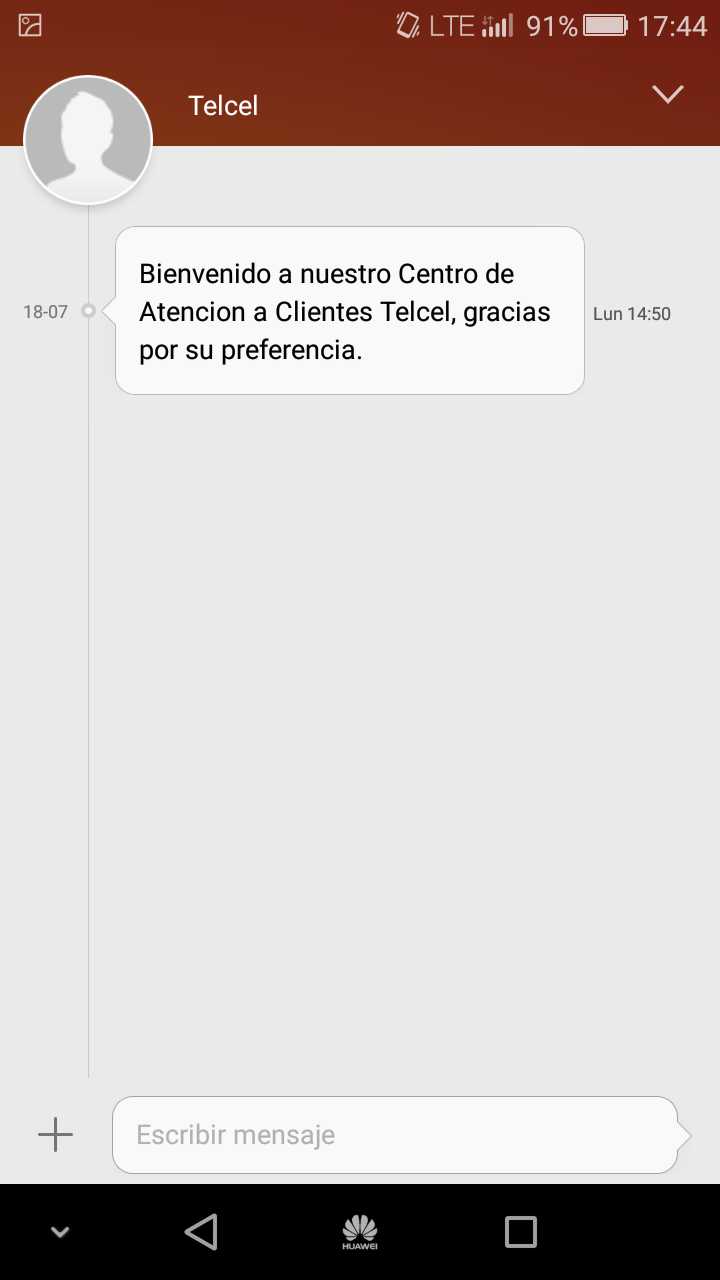 LTE 91% 17:44
Telcel
Bienvenido a nuestro Centro de
Atencion a Clientes Telcel, gracias
por su preferencia.
18-07
Lun 14:50
Escribir mensaje
HUAWEI